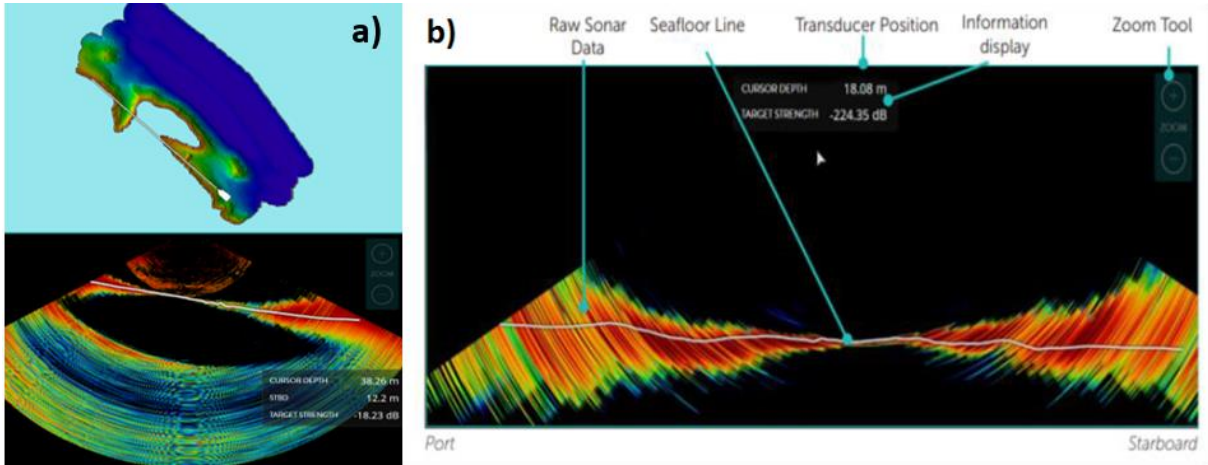 a)
ZOOM
CURSOR DEPTH 38.26 m
STBD 12.2 m
TARGET STRENGTH -18.23 dB
b)
Raw Sonar
Data
Seafloor Line
Transducer Position
Information
display
Zoom Tool
CURSOR DEPTH 18.08 m
TARGET STRENGTH -224.35 dB
+
ZOOM
−
Port
Starboard